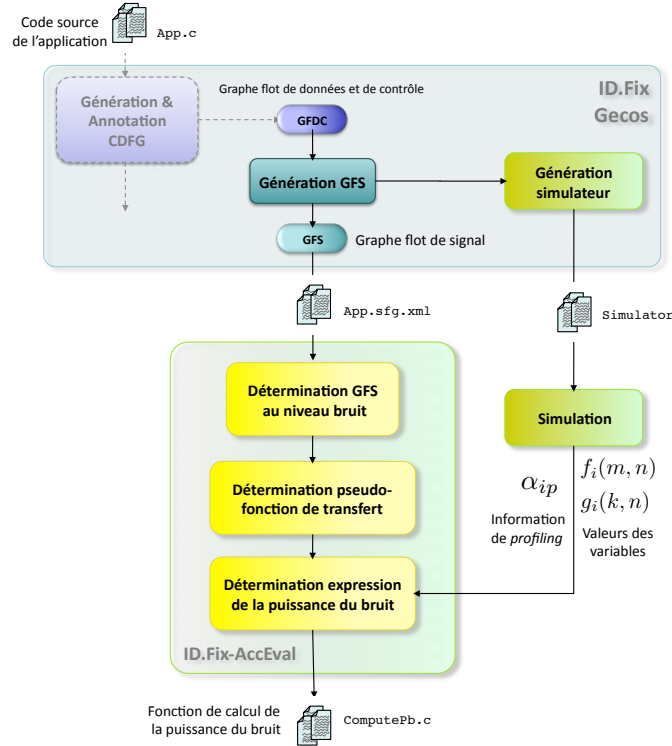 Code source
de l'application
App.c
ID.Fix
Gecos
Génération &
Annotation
CDFG
Graphe flot de données et de contrôle
GFDC
Génération GFS
Génération
simulateur
GFS
Graphe flot de signal
App.sfg.xml
Simulator
Détermination GFS
au niveau bruit
Simulation
Détermination pseudo-
fonction de transfert
α_{ip}
f_i(m, n)
g_i(k, n)
Information
de profiling
Valeurs des
variables
Détermination expression
de la puissance du bruit
ID.Fix-AccEval
Fonction de calcul de
la puissance du bruit
ComputePb.c